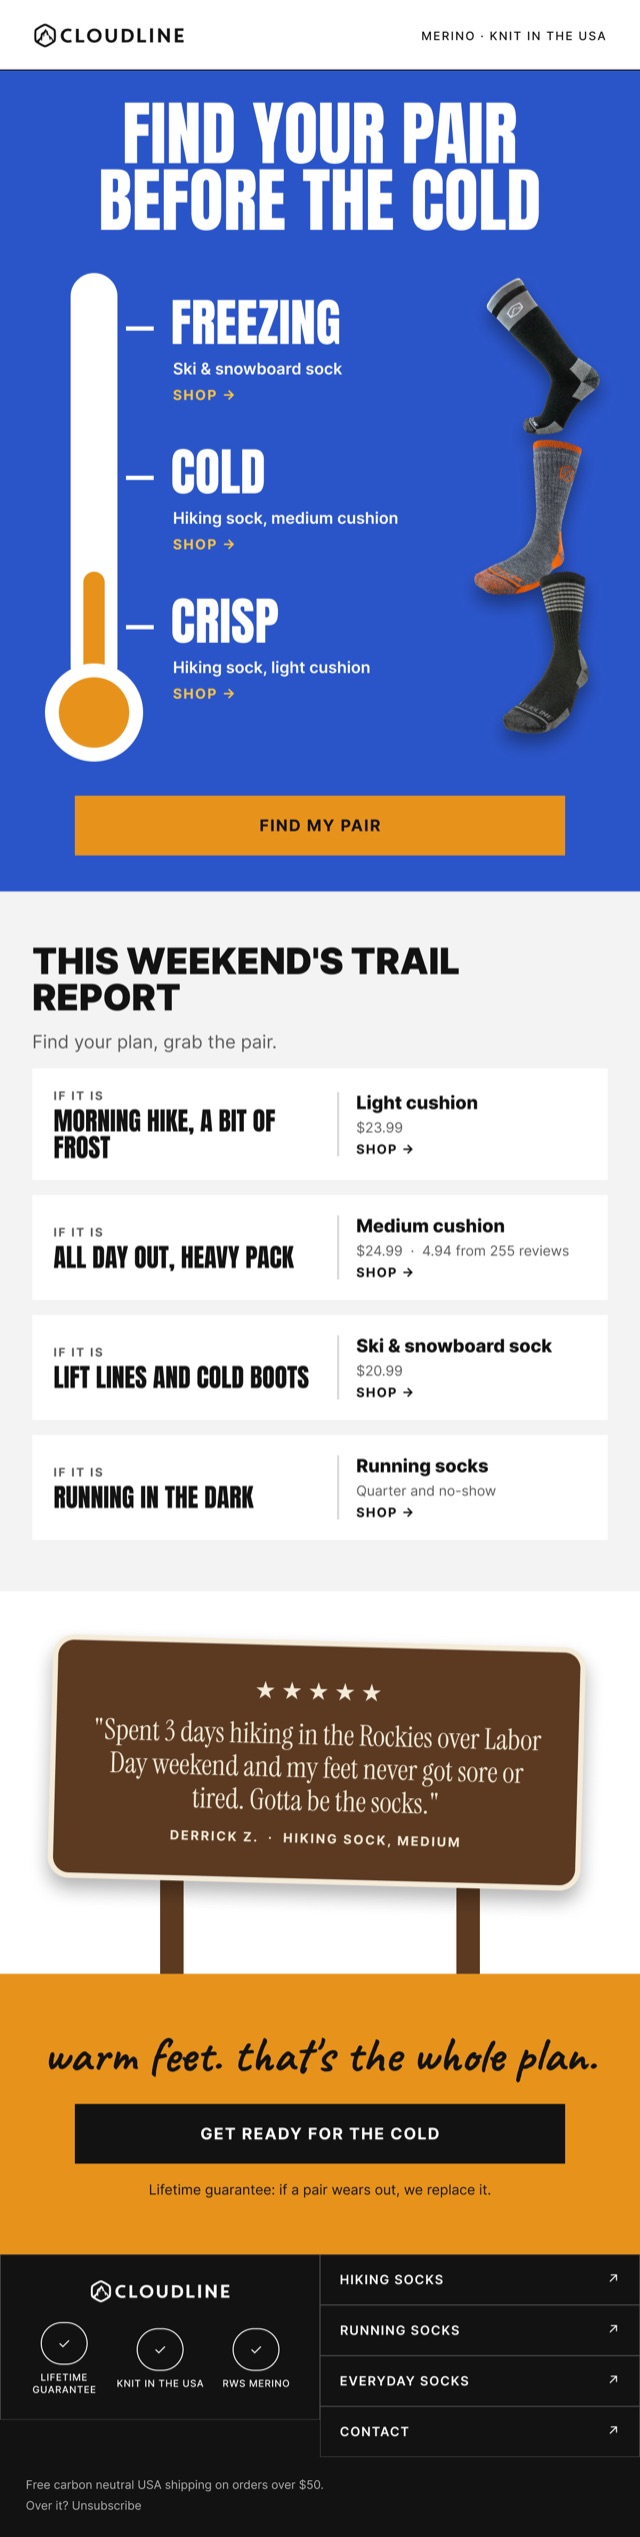 CLOUDLINE
MERINO · KNIT IN THE USA
FIND YOUR PAIR
BEFORE THE COLD
FREEZING
Ski & snowboard sock
SHOP →
COLD
Hiking sock, medium cushion
SHOP →
CRISP
Hiking sock, light cushion
SHOP →
FIND MY PAIR
THIS WEEKEND'S TRAIL
REPORT
Find your plan, grab the pair.
IF IT IS
MORNING HIKE, A BIT OF
FROST
Light cushion
$23.99
SHOP →
IF IT IS
ALL DAY OUT, HEAVY PACK
Medium cushion
$24.99 · 4.94 from 255 reviews
SHOP →
IF IT IS
LIFT LINES AND COLD BOOTS
Ski & snowboard sock
$20.99
SHOP →
IF IT IS
RUNNING IN THE DARK
Running socks
Quarter and no-show
SHOP →
★★★★★
"Spent 3 days hiking in the Rockies over Labor
Day weekend and my feet never got sore or
tired. Gotta be the socks."
DERRICK Z. · HIKING SOCK, MEDIUM
warm feet. that's the whole plan.
GET READY FOR THE COLD
Lifetime guarantee: if a pair wears out, we replace it.
CLOUDLINE
LIFETIME
GUARANTEE
KNIT IN THE USA
RWS MERINO
HIKING SOCKS ↗
RUNNING SOCKS ↗
EVERYDAY SOCKS ↗
CONTACT ↗
Free carbon neutral USA shipping on orders over $50.
Over it? Unsubscribe